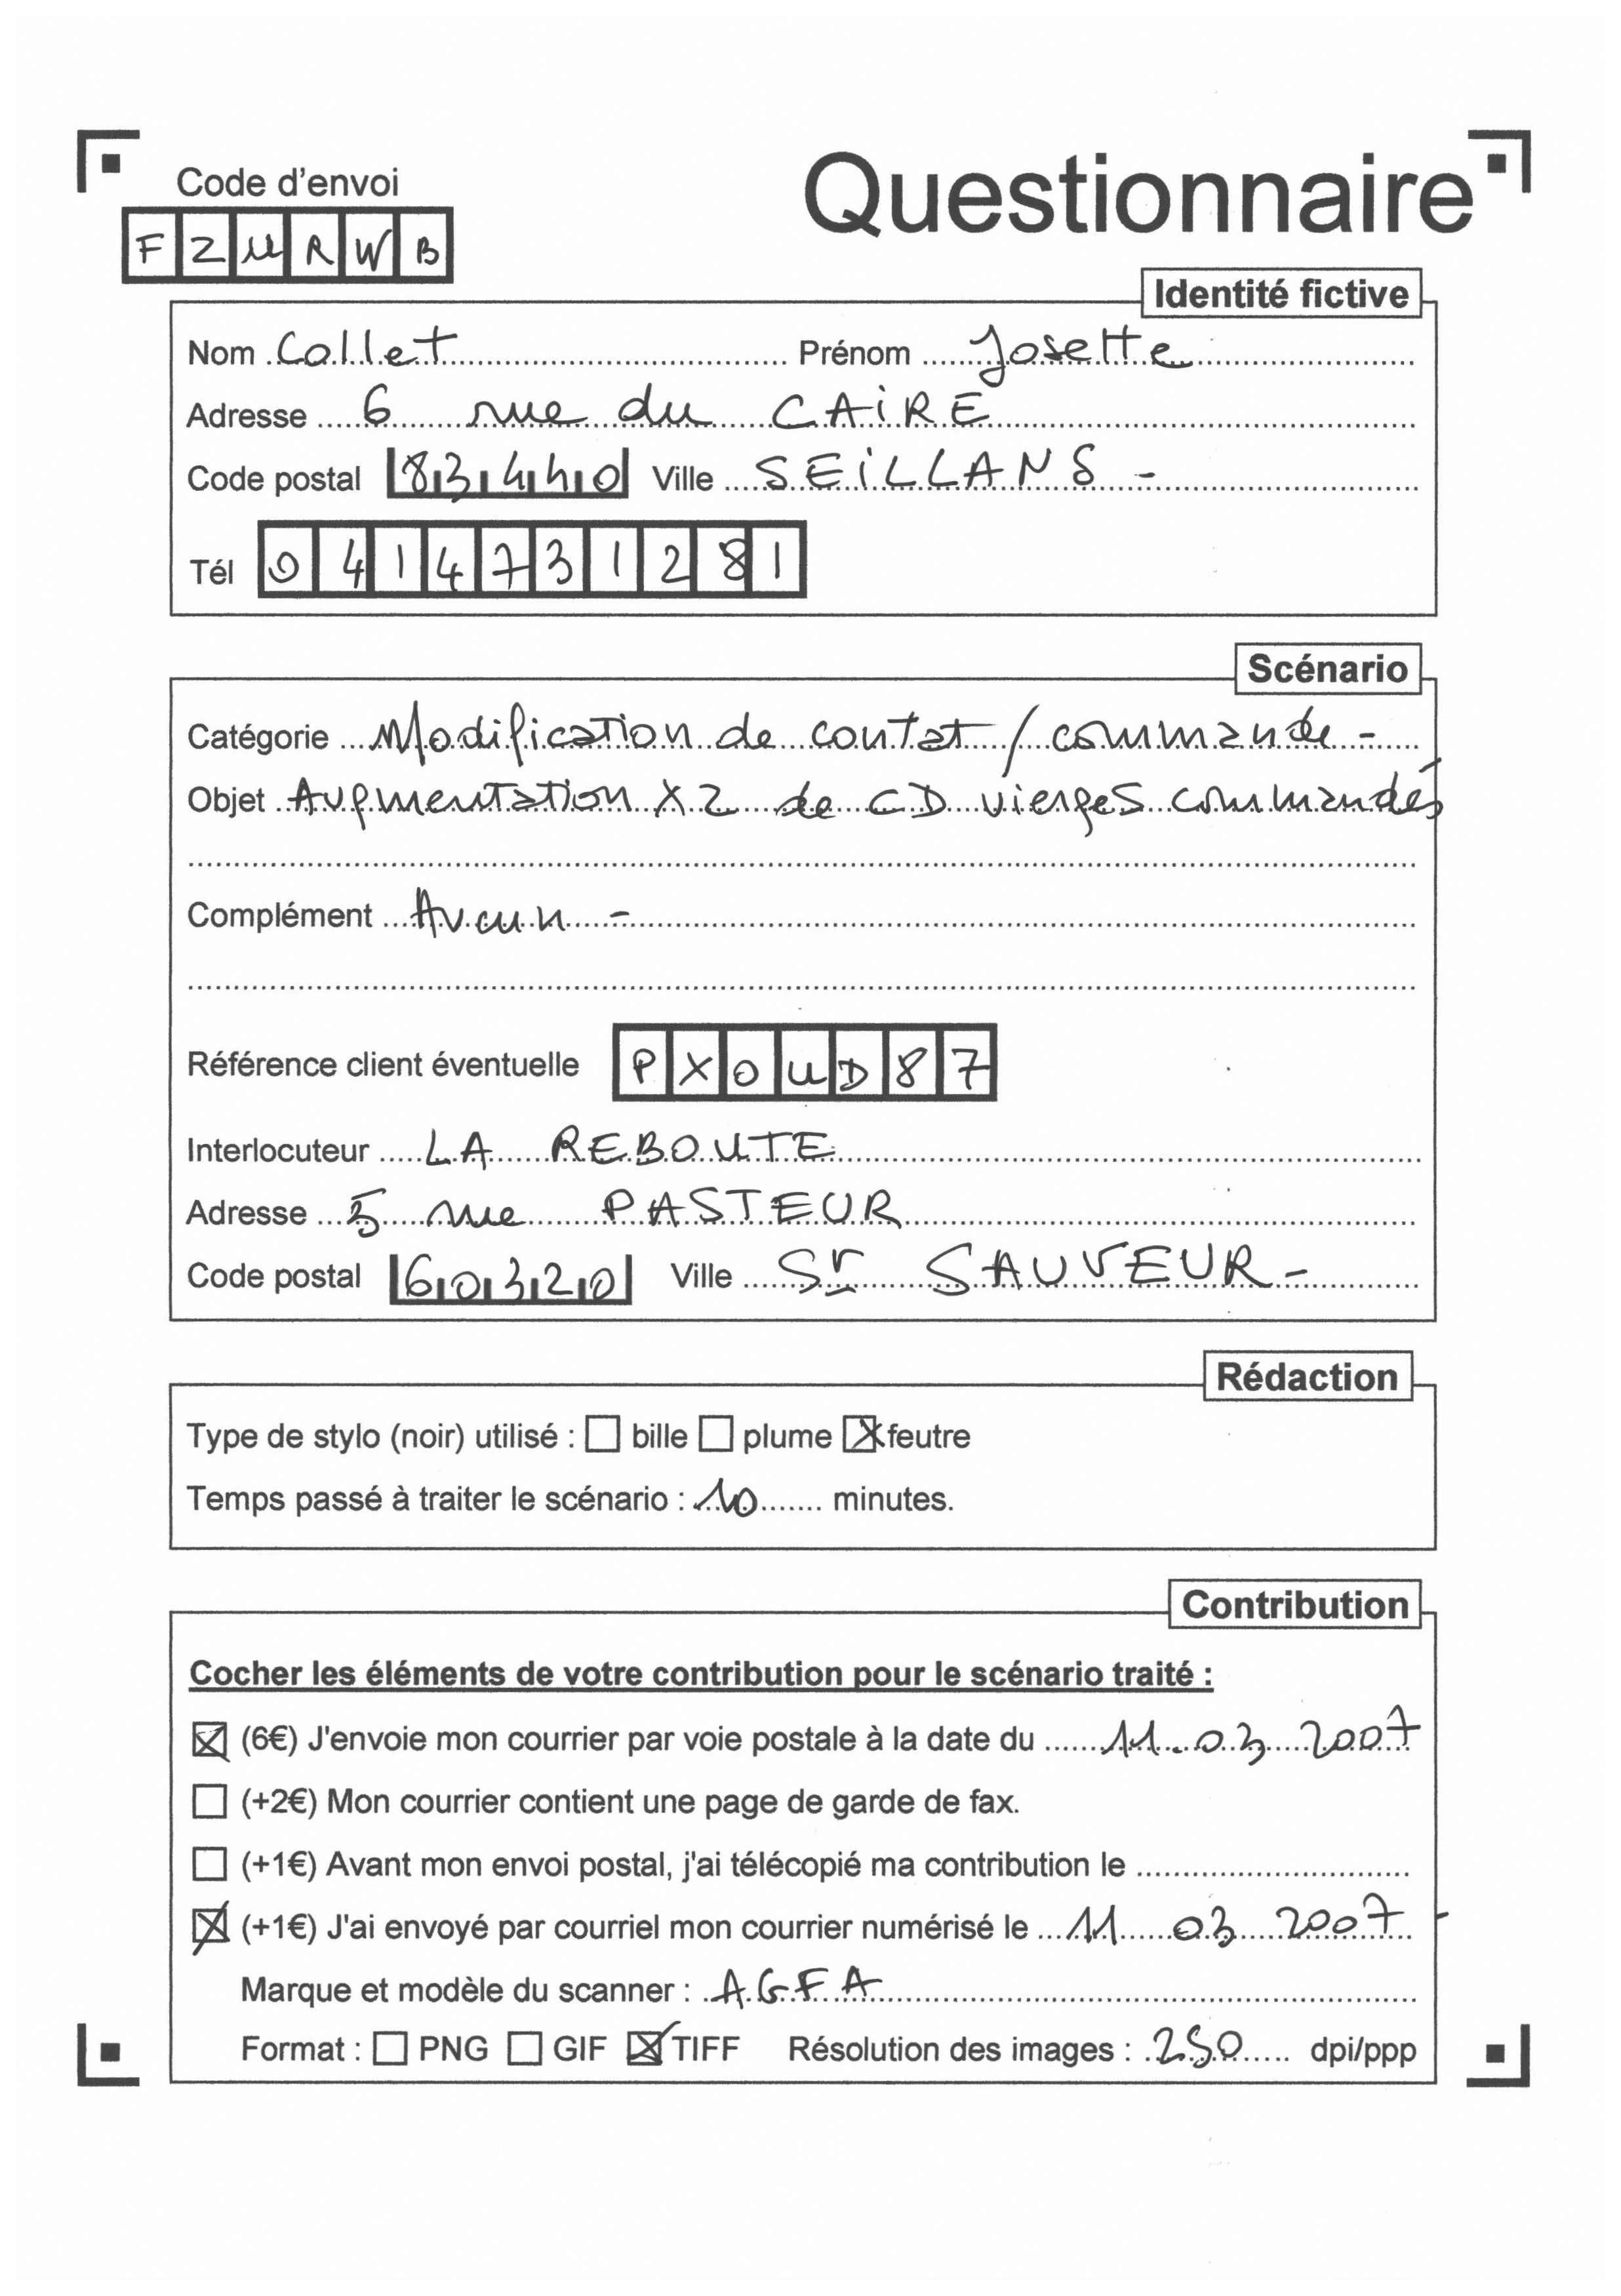 Questionnaire
Code d'envoi
FZURWB
Identité fictive
Nom Collet Prénom Josette
Adresse 6 rue du CAiRE
Code postal 83440 Ville SEiLLANS -
Tél 0414731281
Scénario
Catégorie Modification de contat / commande -
Objet Augmentation X2 de CD vierges commandés
Complément Aucun -
Référence client éventuelle PXOUD87
Interlocuteur LA REBOUTE
Adresse 5 rue PASTEUR
Code postal 60320 Ville St SAUVEUR -
Rédaction
Type de stylo (noir) utilisé : ☐ bille ☐ plume ☒ feutre
Temps passé à traiter le scénario : 10 minutes.
Contribution
Cocher les éléments de votre contribution pour le scénario traité :
☒ (6€) J'envoie mon courrier par voie postale à la date du 11.03 2007
☐ (+2€) Mon courrier contient une page de garde de fax.
☐ (+1€) Avant mon envoi postal, j'ai télécopié ma contribution le
☒ (+1€) J'ai envoyé par courriel mon courrier numérisé le 11 03 2007 -
Marque et modèle du scanner : AGFA
Format : ☐ PNG ☐ GIF ☒ TIFF Résolution des images : 250 dpi/ppp